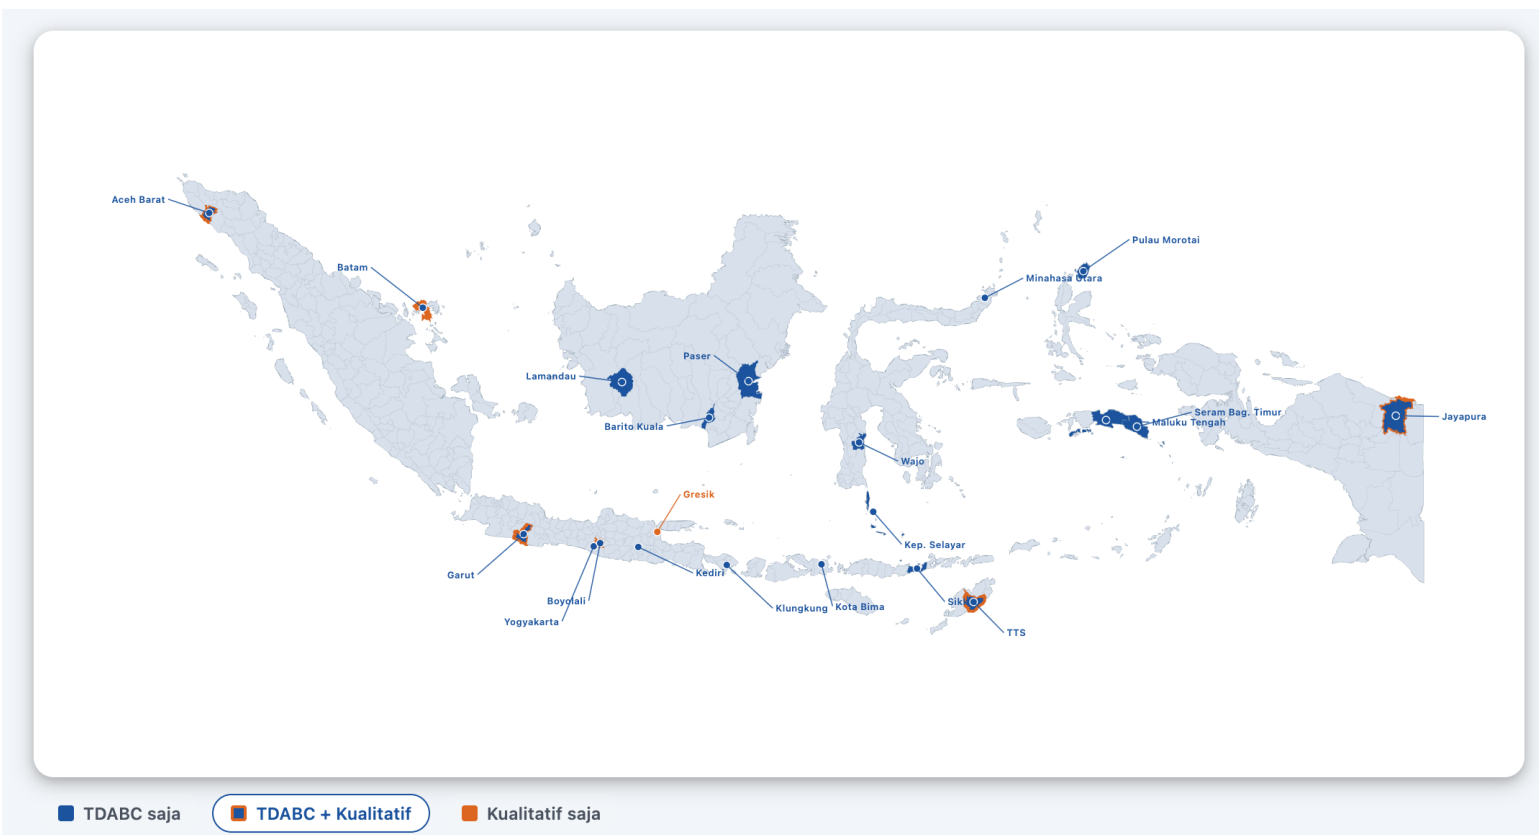 Aceh Barat
Pulau Morotai
Batam
Minahasa Utara
Paser
Lamandau
Seram Bag. Timur
Jayapura
Maluku Tengah
Barito Kuala
Wajo
Gresik
Kep. Selayar
Kediri
Garut
Boyolali
Sik
Klungkung
Kota Bima
Yogyakarta
TTS
TDABC saja
TDABC + Kualitatif
Kualitatif saja